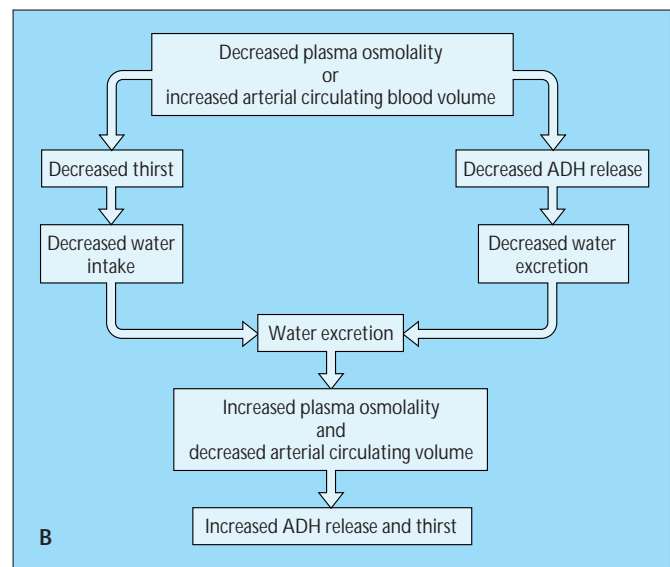 Decreased plasma osmolality
or
increased arterial circulating blood volume
Decreased thirst
Decreased ADH release
Decreased water
intake
Decreased water
excretion
Water excretion
Increased plasma osmolality
and
decreased arterial circulating volume
Increased ADH release and thirst
B